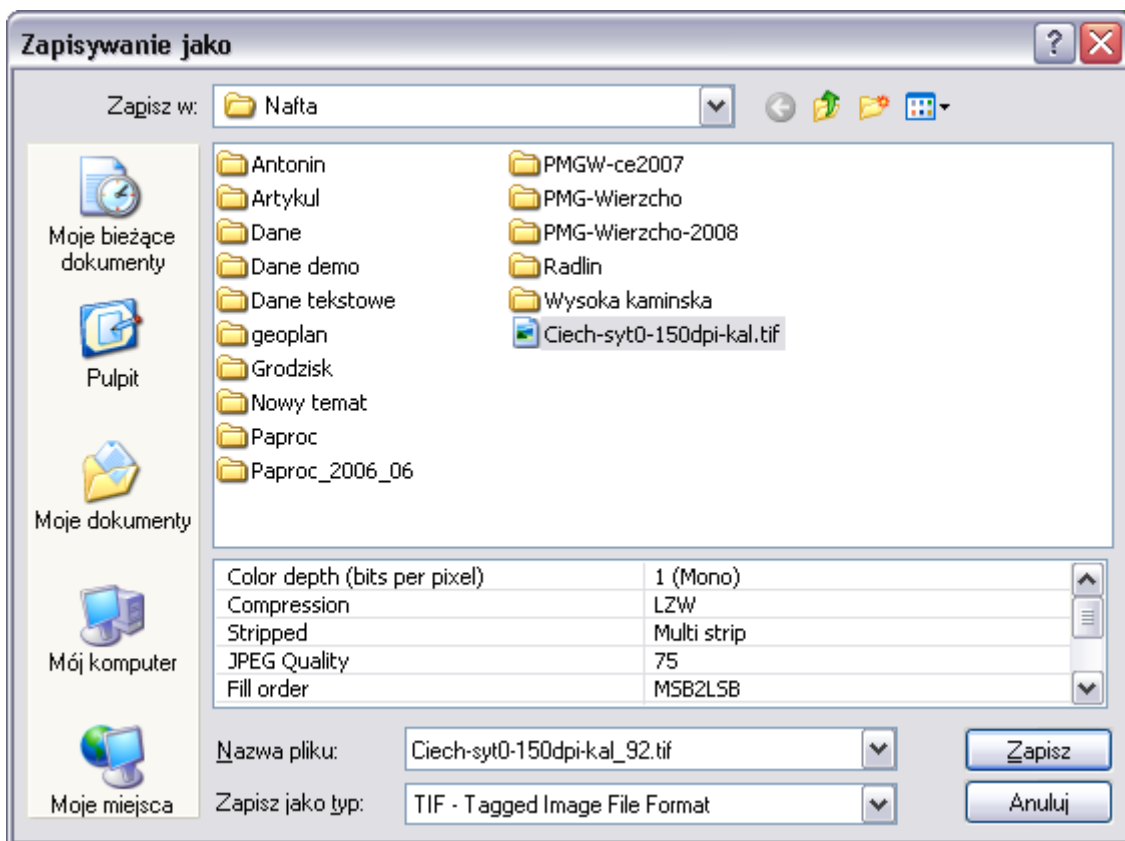 Zapisywanie jako
Zapisz w: Nafta
Moje bieżące
dokumenty
Pulpit
Moje dokumenty
Mój komputer
Moje miejsca
Antonin
Artykul
Dane
Dane demo
Dane tekstowe
geoplan
Grodzisk
Nowy temat
Paproc
Paproc_2006_06
PMGW-ce2007
PMG-Wierzcho
PMG-Wierzcho-2008
Radlin
Wysoka kaminska
Ciech-syt0-150dpi-kal.tif
Color depth (bits per pixel) 1 (Mono)
Compression LZW
Stripped Multi strip
JPEG Quality 75
Fill order MSB2LSB
Nazwa pliku: Ciech-syt0-150dpi-kal_92.tif Zapisz
Zapisz jako typ: TIF - Tagged Image File Format Anuluj